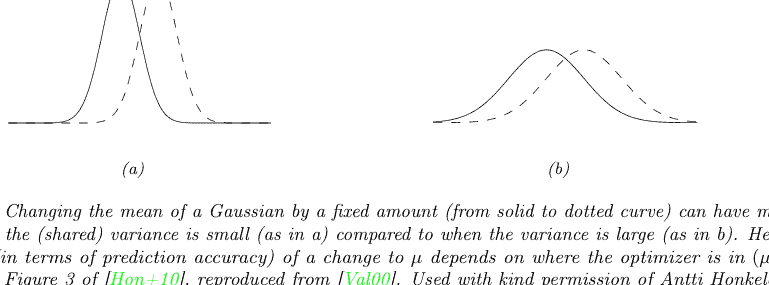 (a) (b)
Changing the mean of a Gaussian by a fixed amount (from solid to dotted curve) can have
the (shared) variance is small (as in a) compared to when the variance is large (as in b).
in terms of prediction accuracy) of a change to μ depends on where the optimizer is in (μ
Figure 3 of [Hon+10], reproduced from [Val00]. Used with kind permission of Antti